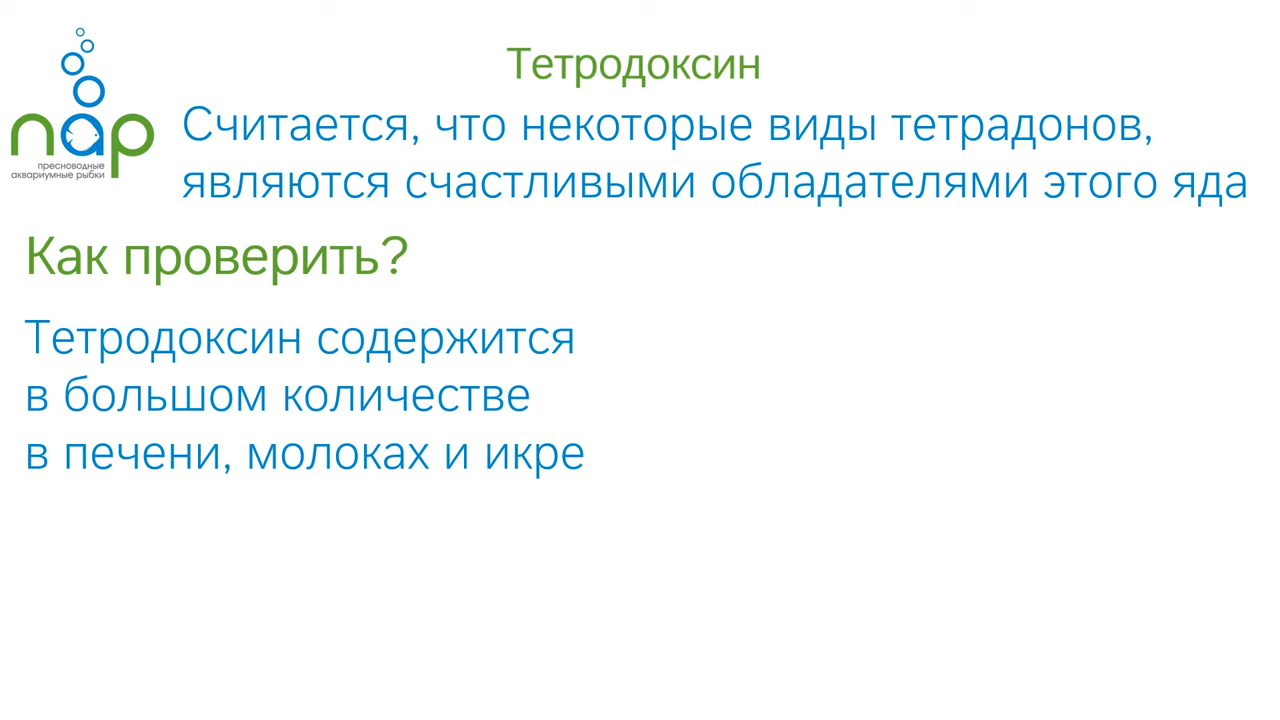 Тетродоксин
Считается, что некоторые виды тетрадонов,
являются счастливыми обладателями этого яда
пар
пресноводные
аквариумные рыбки
Как проверить?
Тетродоксин содержится
в большом количестве
в печени, молоках и икре